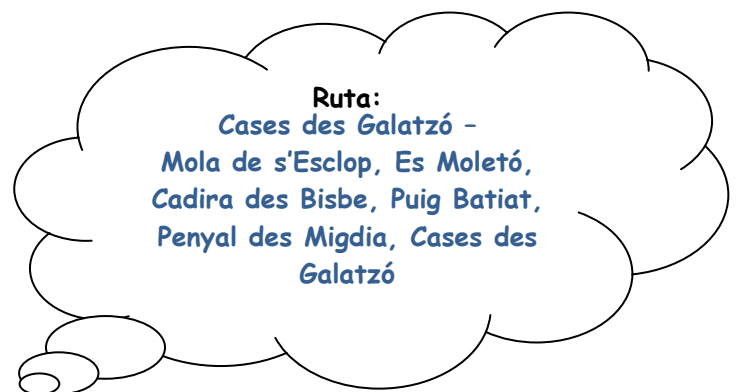 Ruta:
Cases des Galatzó –
Mola de s'Esclop, Es Moletó,
Cadira des Bisbe, Puig Batiat,
Penyal des Migdia, Cases des
Galatzó